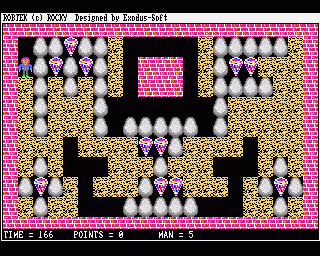 ROBTEK (c) ROCKY Designed by Exodus-Soft
TIME = 166 POINTS = 0 MAN = 5